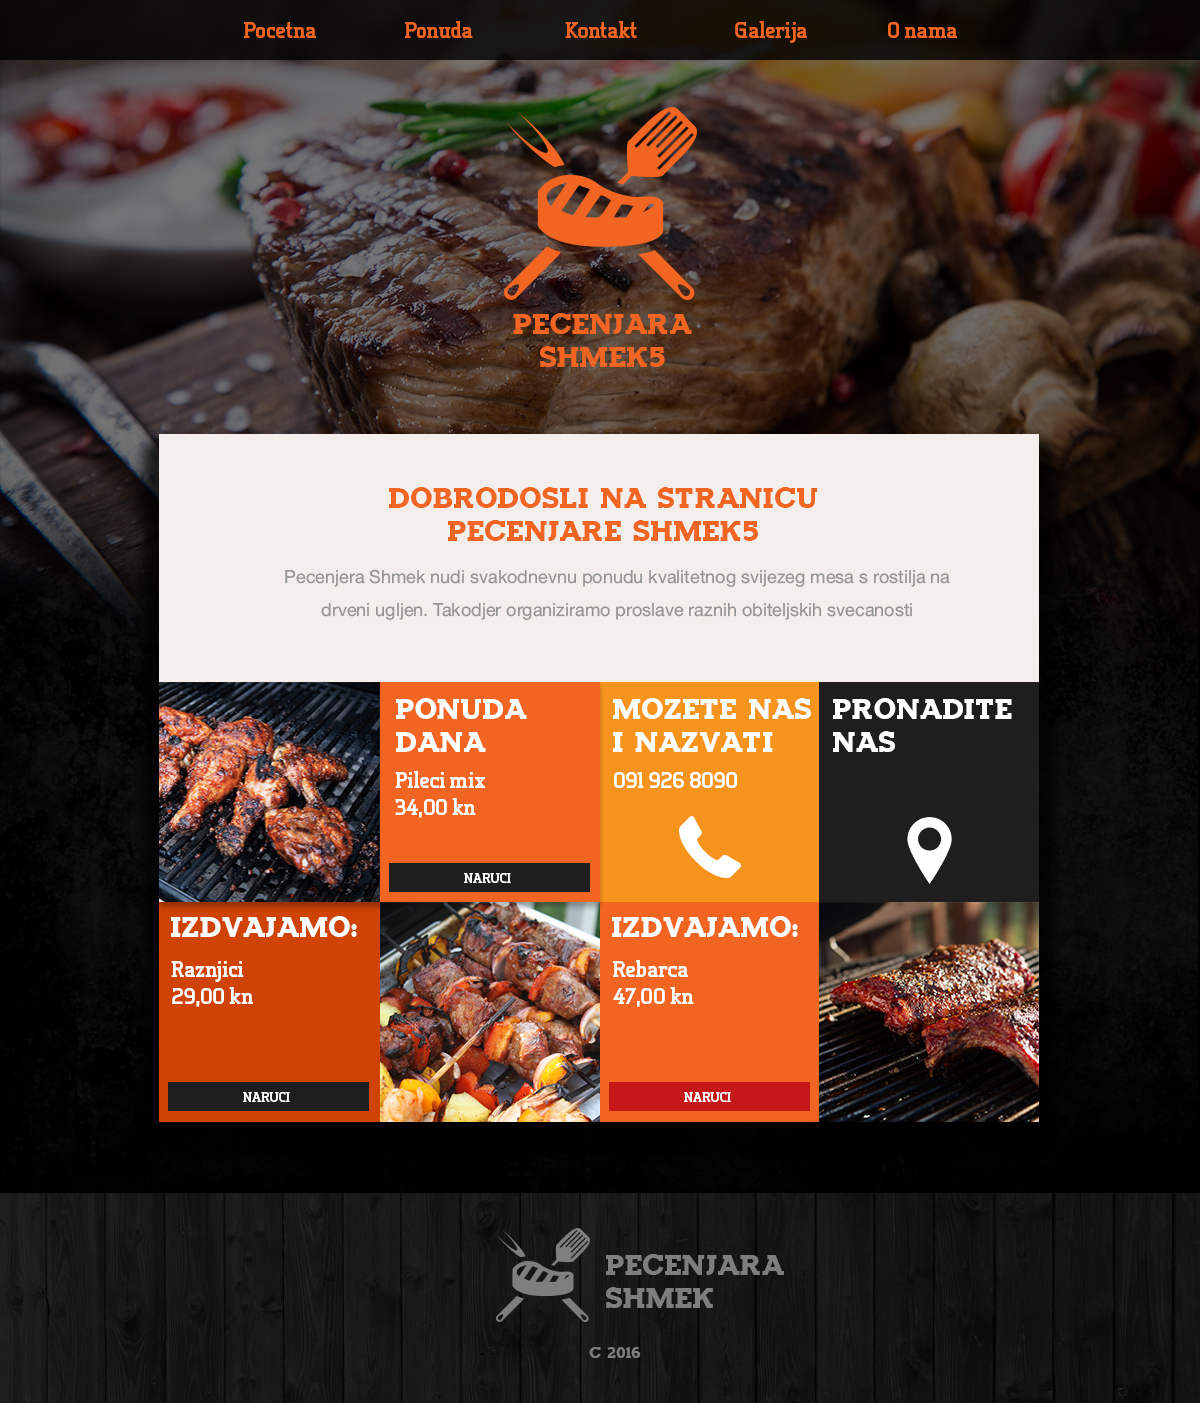 Pocetna Ponuda Kontakt Galerija O nama
PECENJARA
SHMEK5
DOBRODOSLI NA STRANICU
PECENJARE SHMEK5
Pecenjera Shmek nudi svakodnevnu ponudu kvalitetnog svijezeg mesa s rostilja na
drveni ugljen. Takodjer organiziramo proslave raznih obiteljskih svecanosti
PONUDA
DANA
Pileci mix
34,00 kn
NARUCI
MOZETE NAS
I NAZVATI
091 926 8090
PRONADITE
NAS
IZDVAJAMO:
Raznjici
29,00 kn
NARUCI
IZDVAJAMO:
Rebarca
47,00 kn
NARUCI
PECENJARA
SHMEK
C 2016